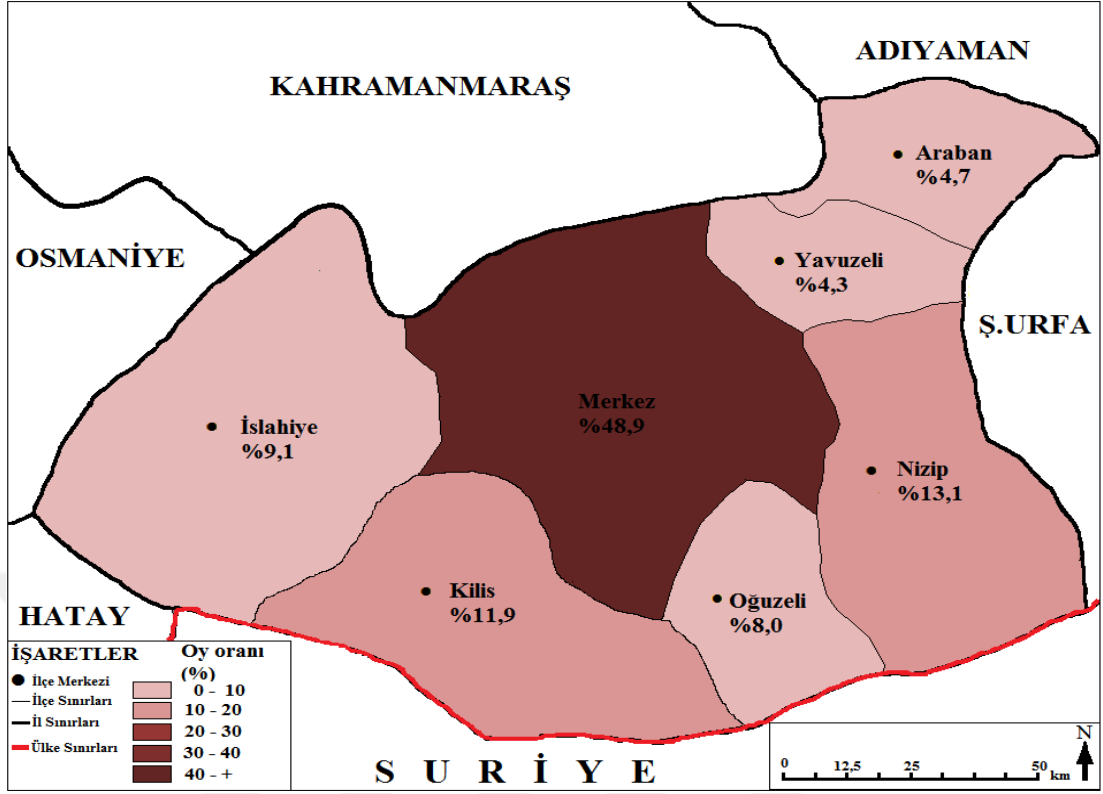 ADIYAMAN
KAHRAMANMARAŞ
Araban
%4,7
OSMANİYE
Yavuzeli
%4,3
Ş.URFA
Merkez
%48,9
İslahiye
%9,1
Nizip
%13,1
Kilis
%11,9
Oğuzeli
%8,0
HATAY
İŞARETLER
İlçe Merkezi
İlçe Sınırları
İl Sınırları
Ülke Sınırları
Oy oranı
(%)
0 - 10
10 - 20
20 - 30
30 - 40
40 - +
SURİYE
N
0 12,5 25 50
km